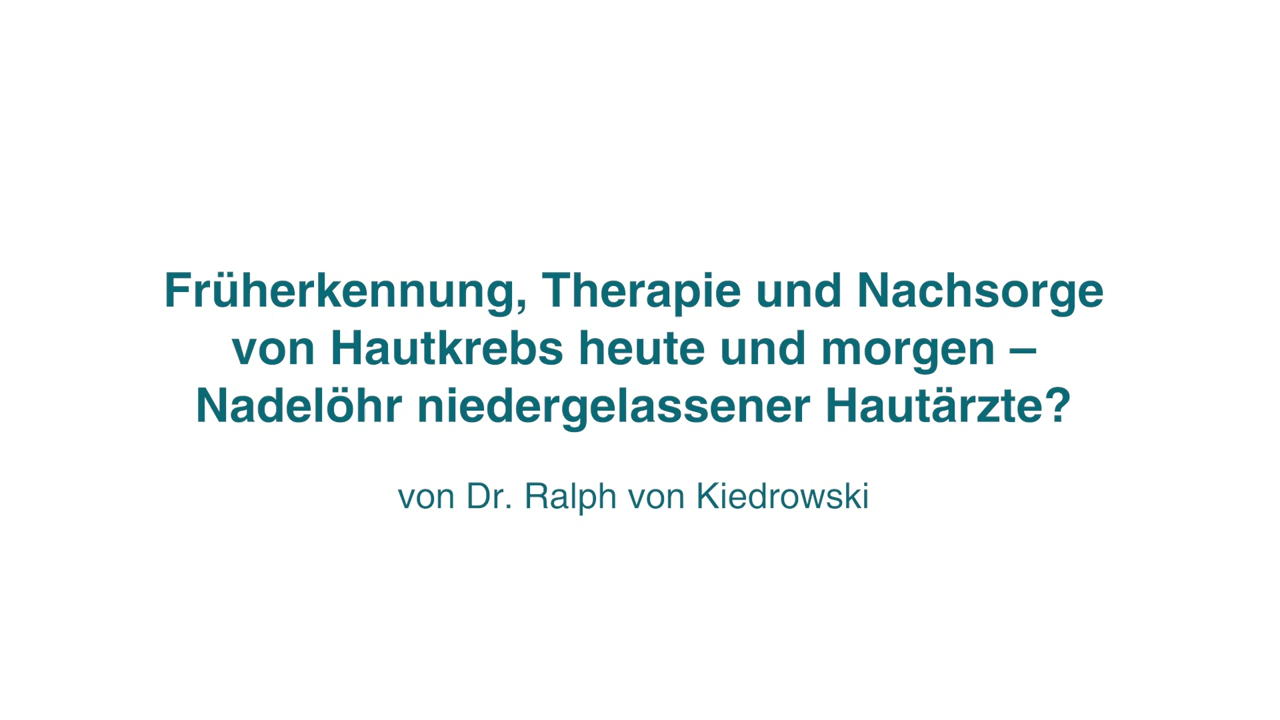 Früherkennung, Therapie und Nachsorge
von Hautkrebs heute und morgen –
Nadelöhr niedergelassener Hautärzte?
von Dr. Ralph von Kiedrowski